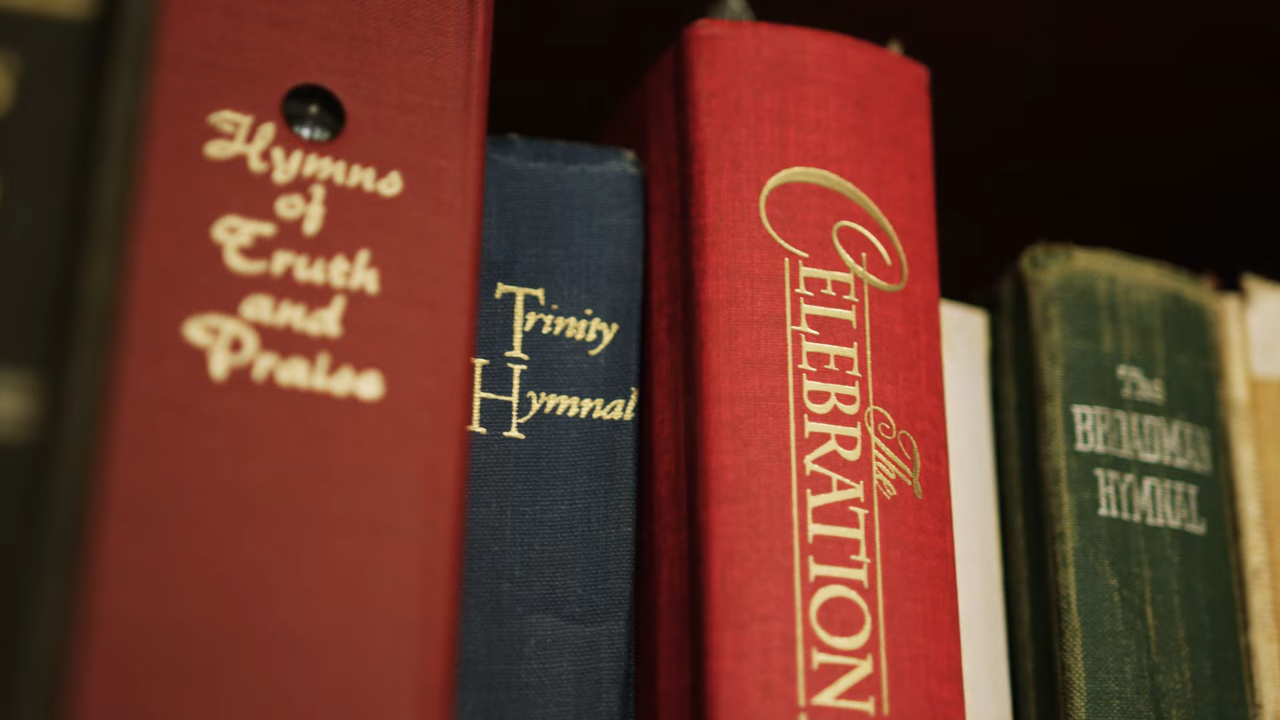 Hymns
of
Truth
and
Praise
Trinity
Hymnal
The
CELEBRATION
The
BROADMAN
HYMNAL